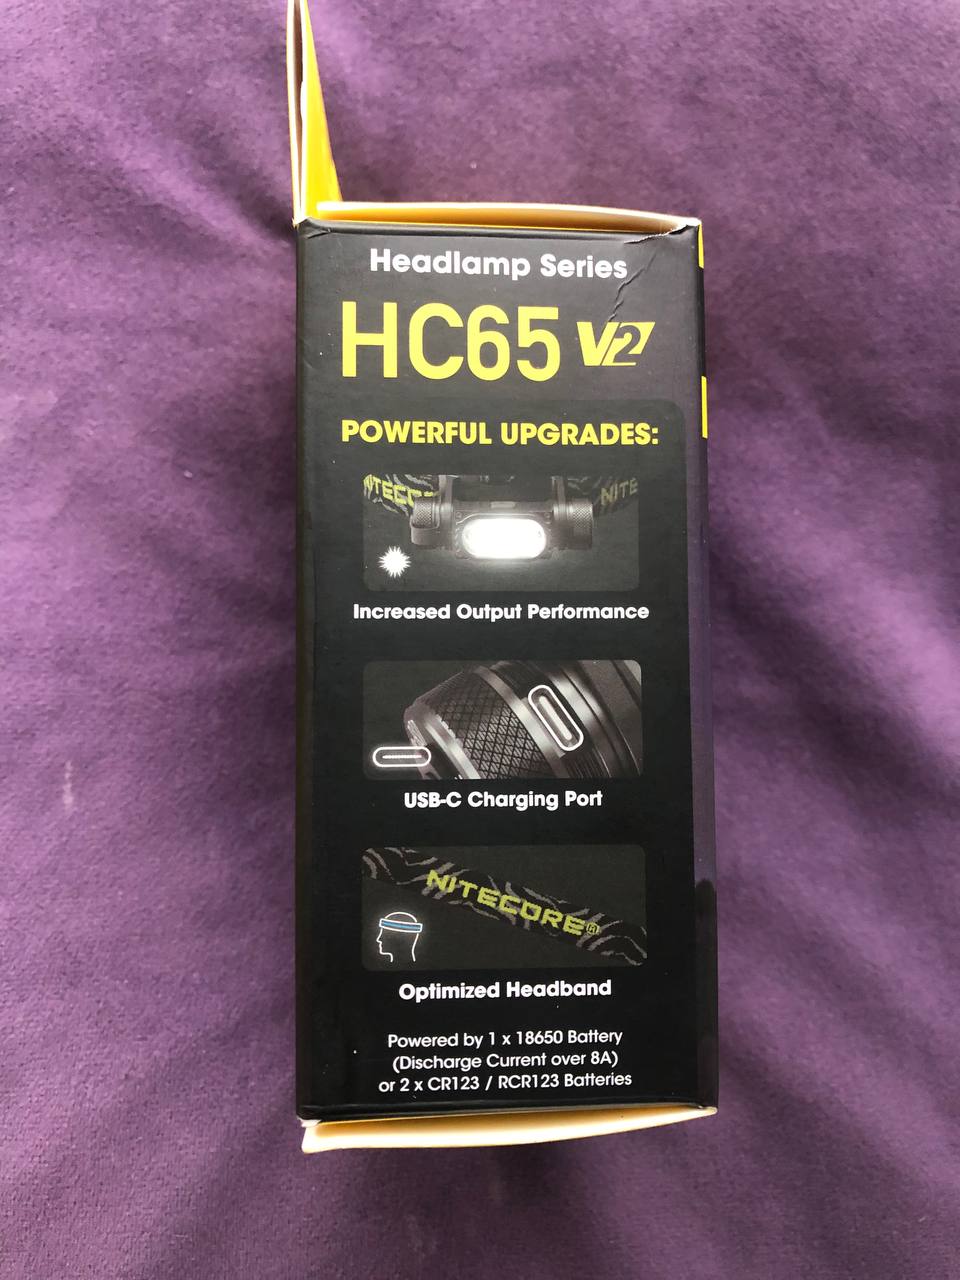 Headlamp Series
HC65 V2
POWERFUL UPGRADES:
NITECORE NITE
Increased Output Performance
USB-C Charging Port
NITECORE®
Optimized Headband
Powered by 1 x 18650 Battery
(Discharge Current over 8A)
or 2 x CR123 / RCR123 Batteries